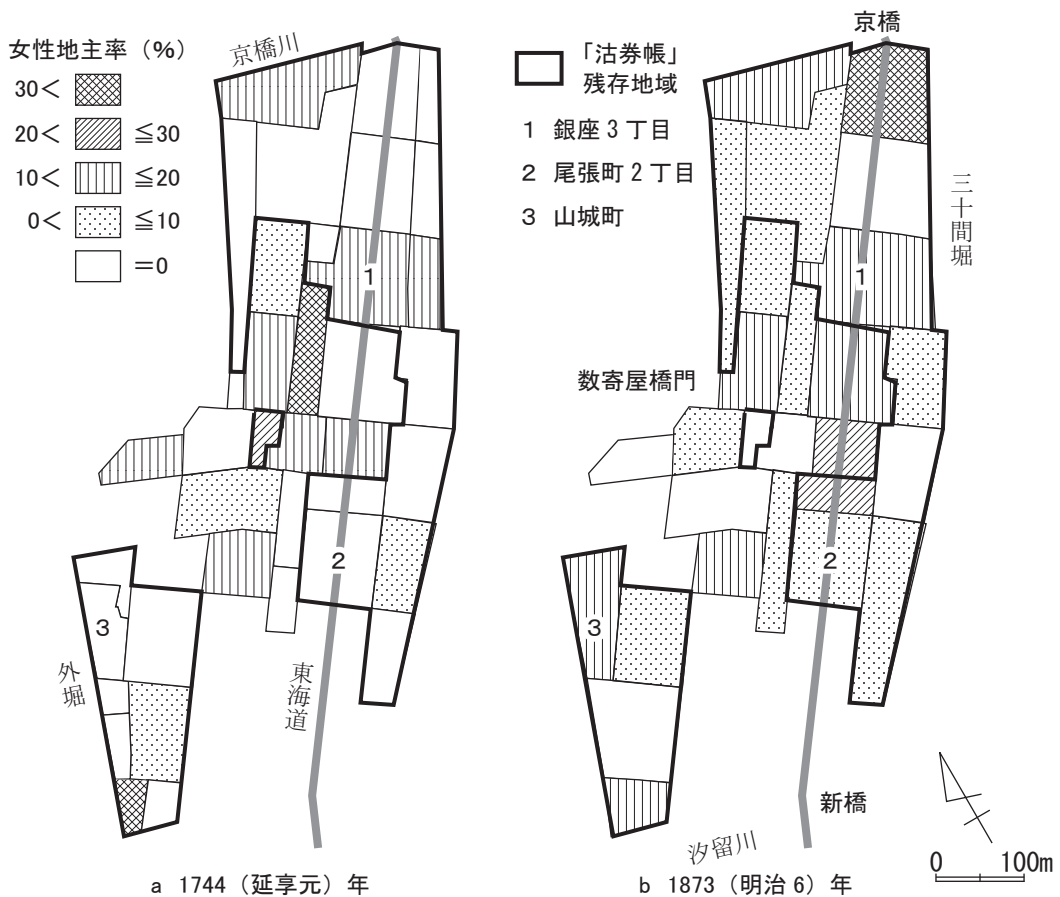 女性地主率（%）
30＜
20＜ ≦30
10＜ ≦20
0＜ ≦10
＝0
京橋川
1
2
3
外堀
東海道
a 1744（延享元）年
京橋
「沽券帳」
残存地域
1 銀座3丁目
2 尾張町2丁目
3 山城町
三十間堀
数寄屋橋門
1
2
3
新橋
汐留川
0 100m
b 1873（明治6）年